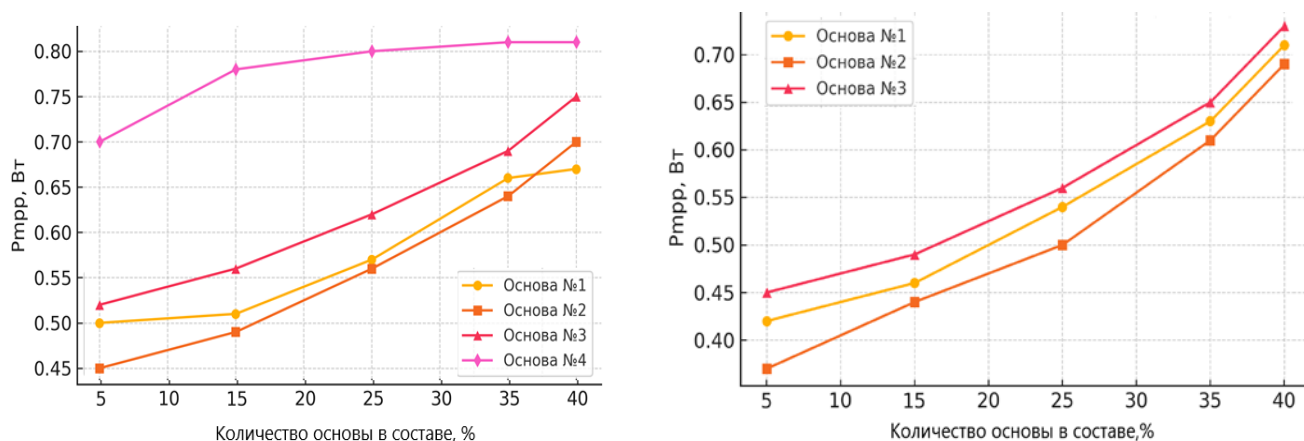 Pmpp, Вт
0.80
0.75
0.70
0.65
0.60
0.55
0.50
0.45
5 10 15 20 25 30 35 40
Количество основы в составе, %
Основа №1
Основа №2
Основа №3
Основа №4
Pmpp, Вт
0.70
0.65
0.60
0.55
0.50
0.45
0.40
5 10 15 20 25 30 35 40
Количество основы в составе,%
Основа №1
Основа №2
Основа №3